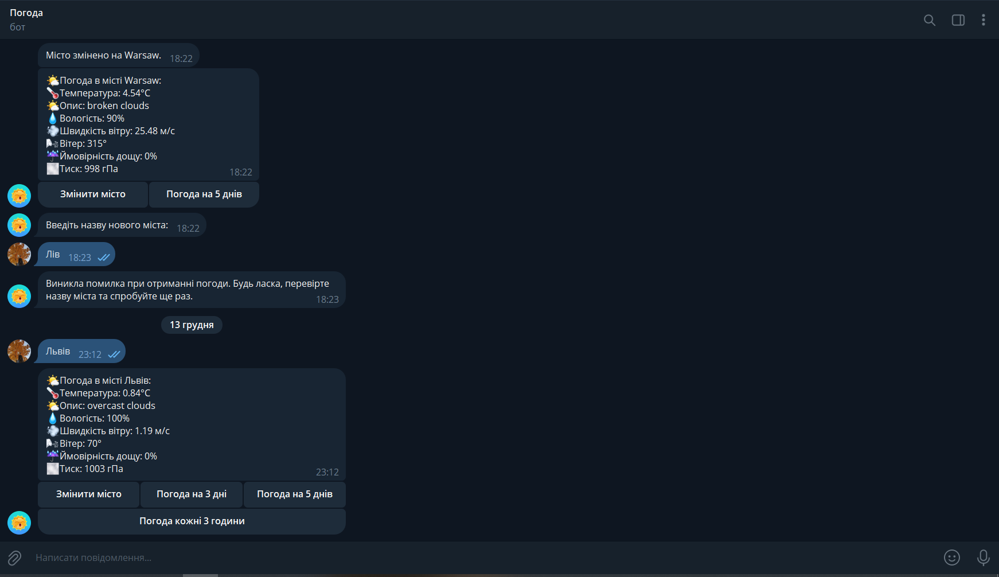 Погода
бот
Місто змінено на Warsaw. 18:22
Погода в місті Warsaw:
Температура: 4.54°C
Опис: broken clouds
Вологість: 90%
Швидкість вітру: 25.48 м/с
Вітер: 315°
Ймовірність дощу: 0%
Тиск: 998 гПа
18:22
Змінити місто
Погода на 5 днів
Введіть назву нового міста: 18:22
Лів 18:23
Виникла помилка при отриманні погоди. Будь ласка, перевірте
назву міста та спробуйте ще раз.
18:23
13 грудня
Львів 23:12
Погода в місті Львів:
Температура: 0.84°C
Опис: overcast clouds
Вологість: 100%
Швидкість вітру: 1.19 м/с
Вітер: 70°
Ймовірність дощу: 0%
Тиск: 1003 гПа
23:12
Змінити місто
Погода на 3 дні
Погода на 5 днів
Погода кожні 3 години
Написати повідомлення...